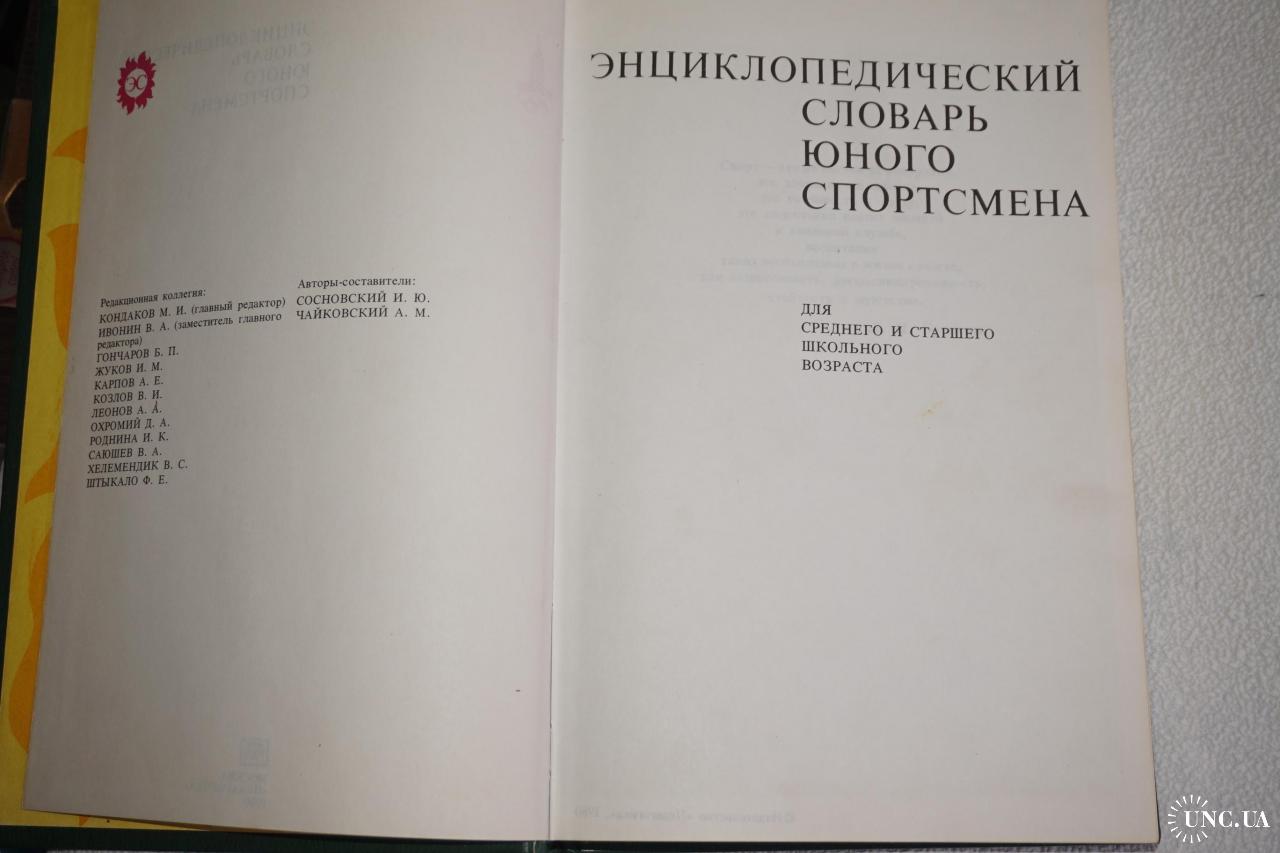 ЭС
Редакционная коллегия:
КОНДАКОВ М. И. (главный редактор)
ИВОНИН В. А. (заместитель главного
редактора)
ГОНЧАРОВ Б. П.
ЖУКОВ И. М.
КАРПОВ А. Е.
КОЗЛОВ В. И.
ЛЕОНОВ А. А.
ОХРОМИЙ Д. А.
РОДНИНА И. К.
САЮШЕВ В. А.
ХЕЛЕМЕНДИК В. С.
ШТЫКАЛО Ф. Е.
Авторы-составители:
СОСНОВСКИЙ И. Ю.
ЧАЙКОВСКИЙ А. М.
ЭНЦИКЛОПЕДИЧЕСКИЙ
СЛОВАРЬ
ЮНОГО
СПОРТСМЕНА
ДЛЯ
СРЕДНЕГО И СТАРШЕГО
ШКОЛЬНОГО
ВОЗРАСТА
UNC.UA